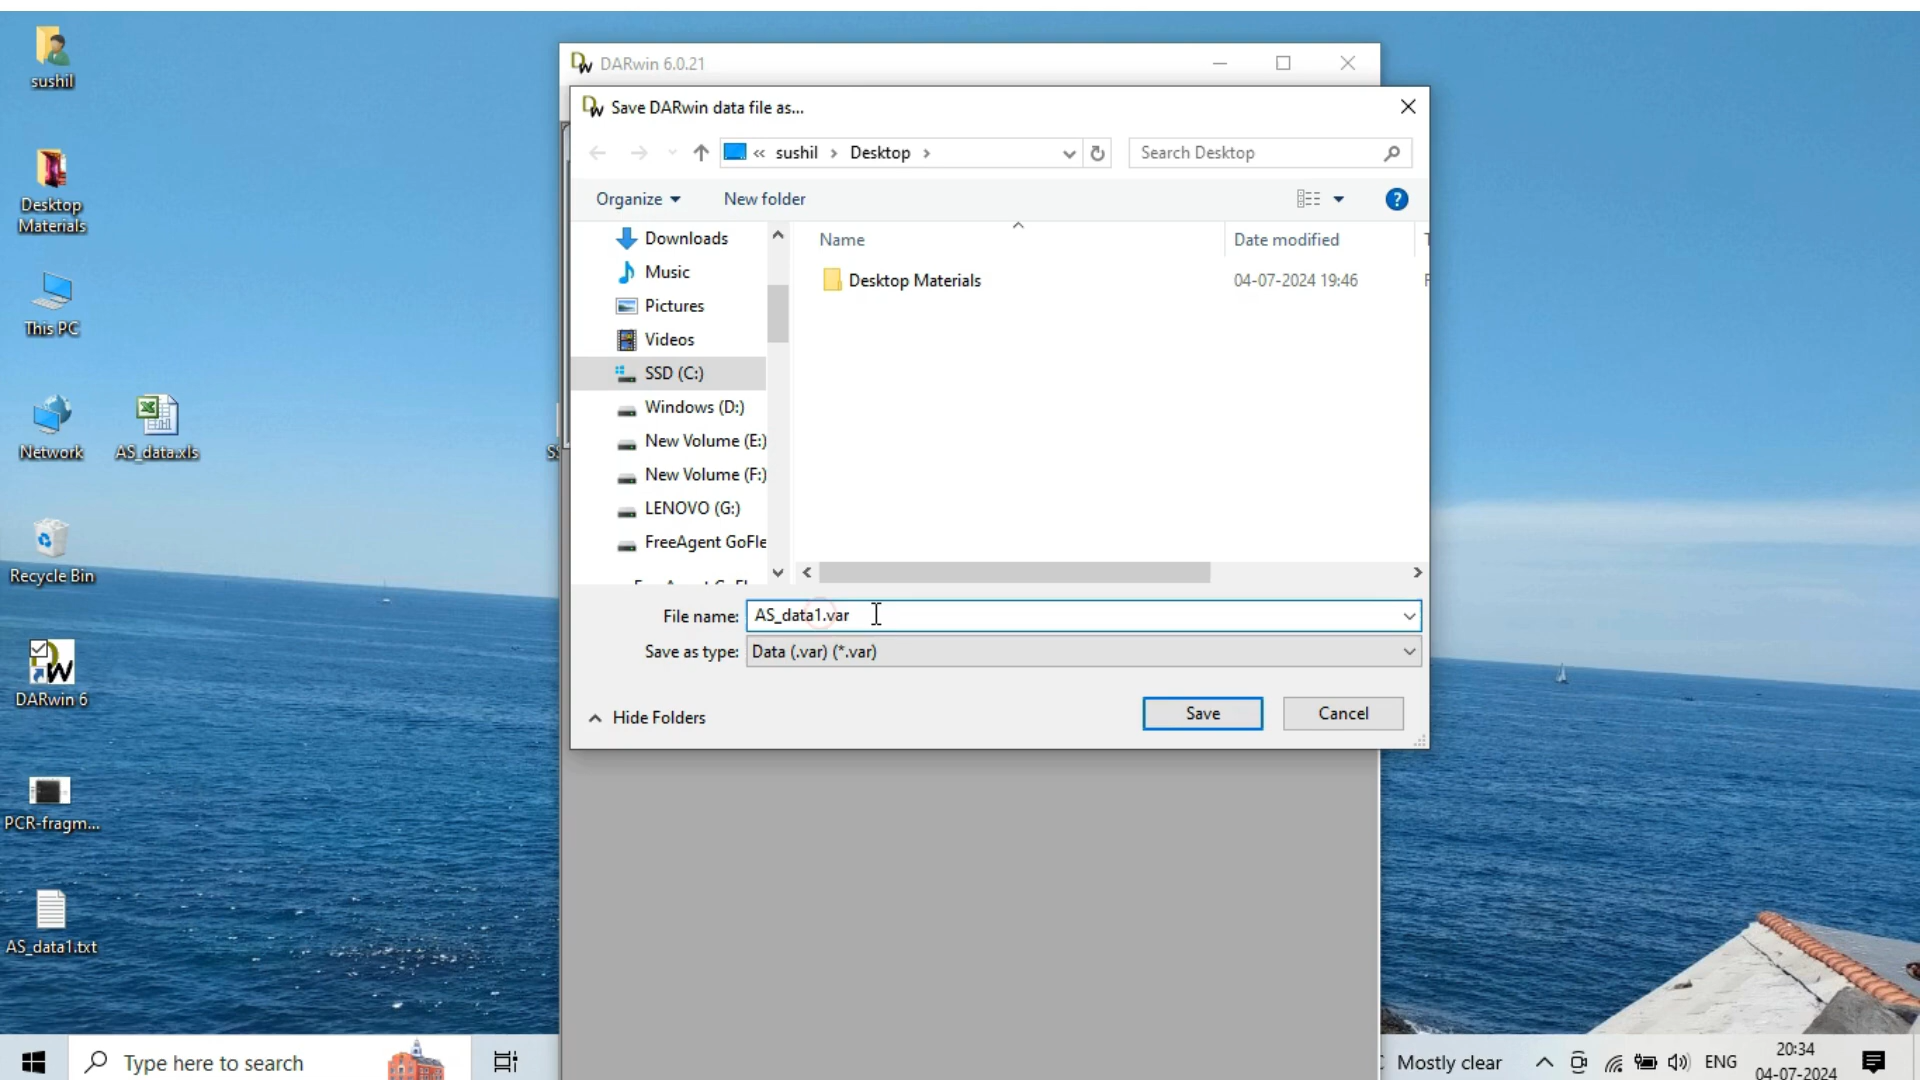 sushil
Desktop
Materials
This PC
Network
AS_data.xls
Recycle Bin
DARwin 6
PCR-fragm...
AS_data1.txt
DARwin 6.0.21
Save DARwin data file as...
« sushil › Desktop ›
Search Desktop
Organize
New folder
?
Downloads
Music
Pictures
Videos
SSD (C:)
Windows (D:)
New Volume (E:)
New Volume (F:)
LENOVO (G:)
FreeAgent GoFle
Name
Date modified
Desktop Materials
04-07-2024 19:46
File name: AS_data1.var
Save as type: Data (.var) (*.var)
Hide Folders
Save
Cancel
Type here to search
Mostly clear
ENG
20:34
04-07-2024